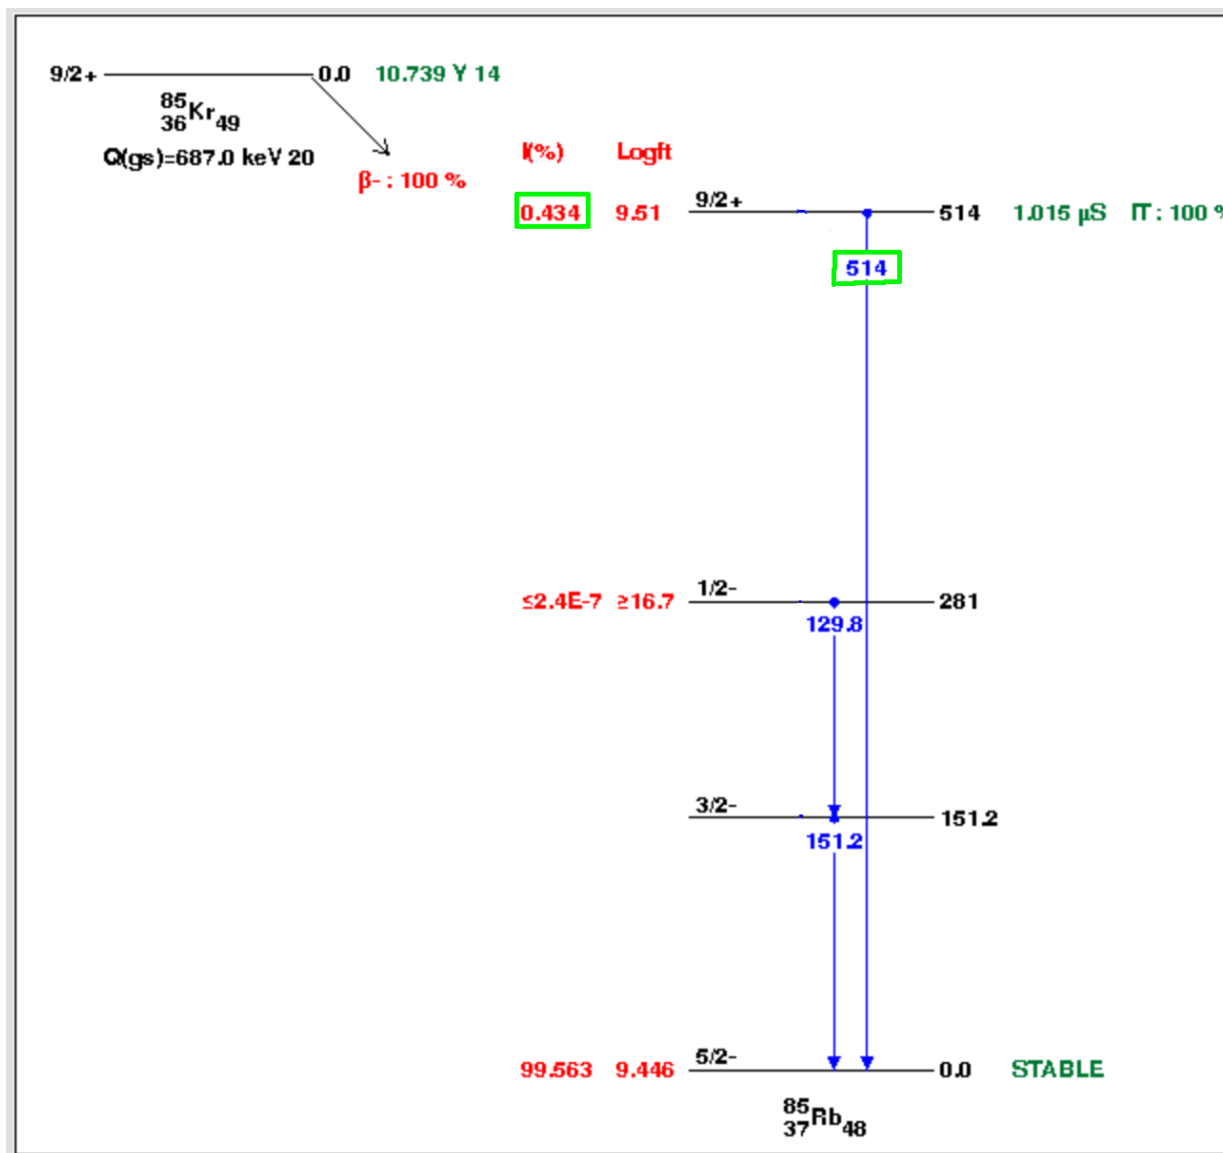 9/2+ 0.0 10.739 Y 14
85
36 Kr 49
Q(gs)=687.0 keV 20
β- : 100 %
I(%) Logft
0.434 9.51 9/2+ 514 1.015 µS IT : 100 %
514
≤2.4E-7 ≥16.7 1/2- 281
129.8
3/2- 151.2
151.2
99.563 9.446 5/2- 0.0 STABLE
85
37 Rb 48